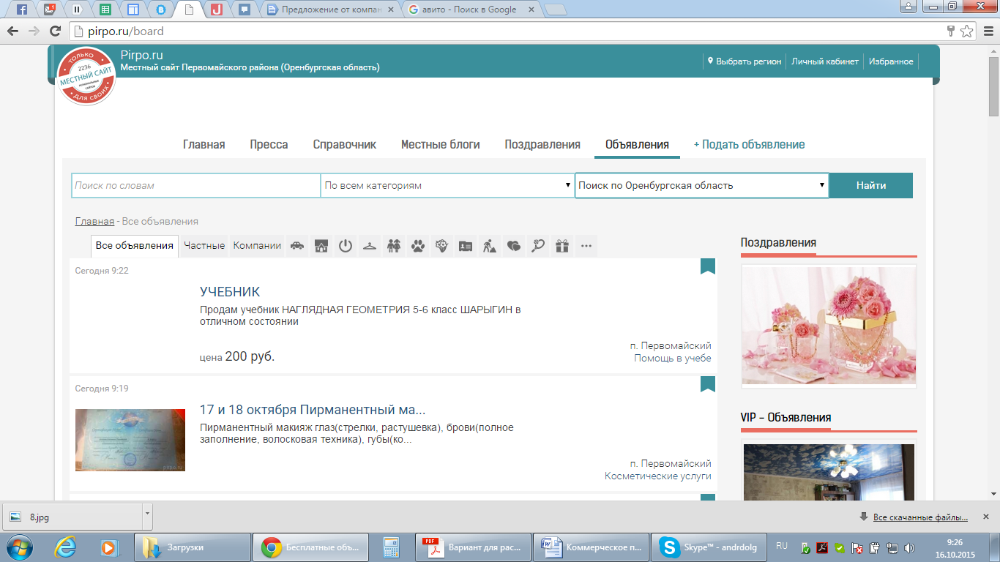 Предложение от компан
авито - Поиск в Google
pirpo.ru/board
ТОЛЬКО
2236
МЕСТНЫЙ САЙТ
ДЛЯ СВОИХ
Pirpo.ru
Местный сайт Первомайского района (Оренбургская область)
Выбрать регион
Личный кабинет
Избранное
Главная
Пресса
Справочник
Местные блоги
Поздравления
Объявления
+ Подать объявление
Поиск по словам
По всем категориям
Поиск по Оренбургская область
Найти
Главная - Все объявления
Все объявления
Частные
Компании
Сегодня 9:22
УЧЕБНИК
Продам учебник НАГЛЯДНАЯ ГЕОМЕТРИЯ 5-6 класс ШАРЫГИН в
отличном состоянии
цена 200 руб.
п. Первомайский
Помощь в учебе
Сегодня 9:19
17 и 18 октября Пирманентный ма...
Пирманентный макияж глаз(стрелки, растушевка), брови(полное
заполнение, волосковая техника), губы(ко...
pirpo.ru
п. Первомайский
Косметические услуги
Поздравления
VIP - Объявления
8.jpg
Все скачанные файлы...
Загрузки
Бесплатные объ...
PDF
Вариант для рас...
Коммерческое п...
Skype™ - andrdolg
RU
9:26
16.10.2015